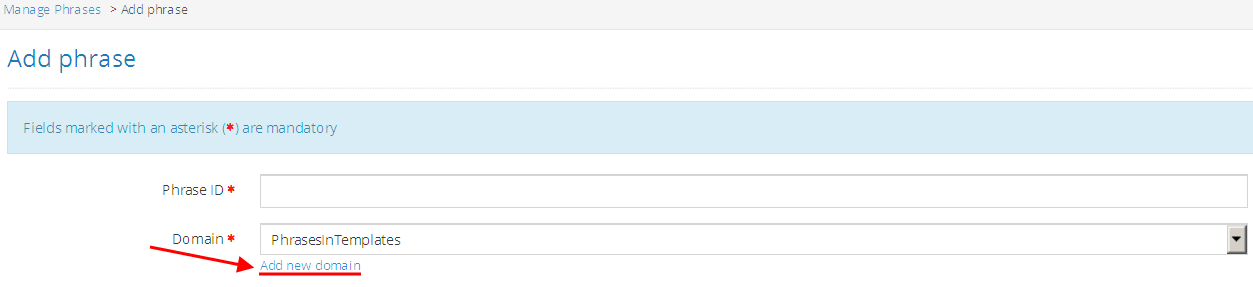 Manage Phrases > Add phrase
Add phrase
Fields marked with an asterisk (*) are mandatory
Phrase ID *
Domain * PhrasesInTemplates
Add new domain